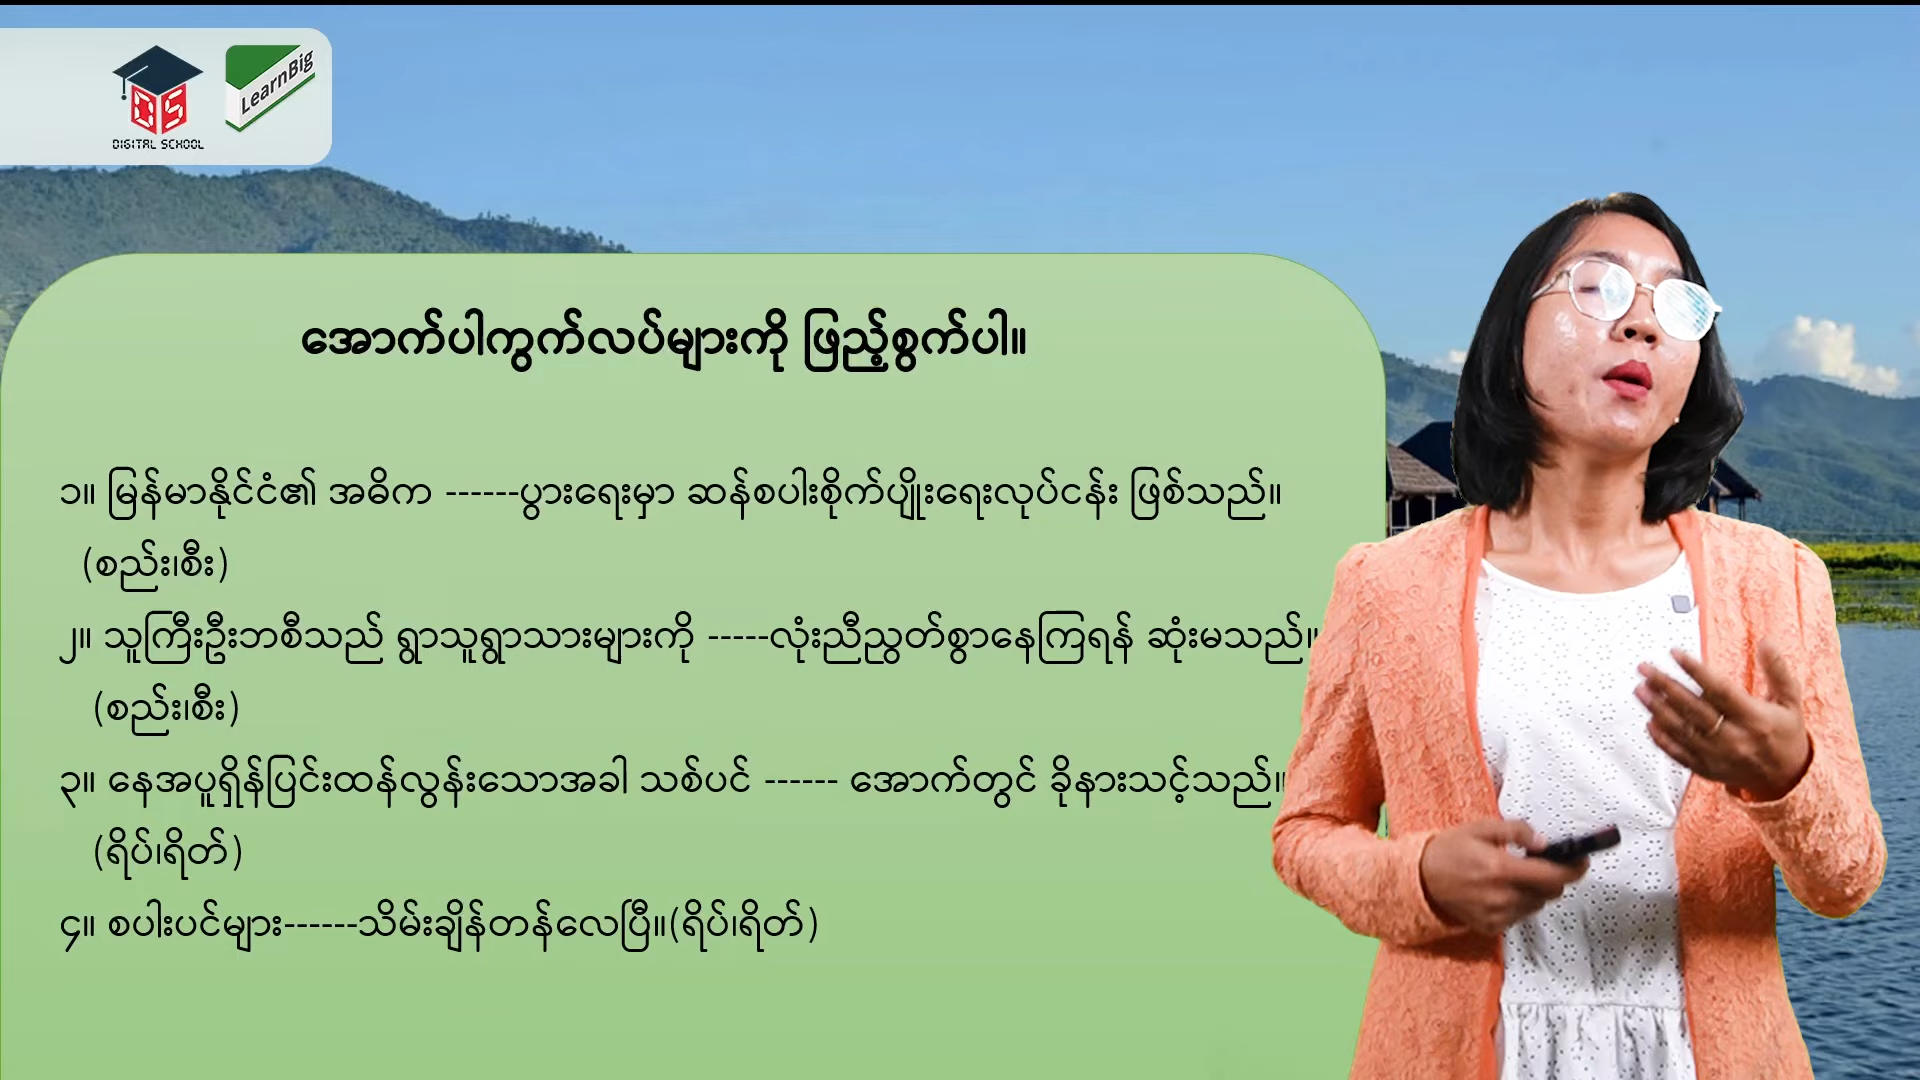 DS
DIGITAL SCHOOL
LearnBig
အောက်ပါကွက်လပ်များကို ဖြည့်စွက်ပါ။
၁။ မြန်မာနိုင်ငံ၏ အဓိက ------ပွားရေးမှာ ဆန်စပါးစိုက်ပျိုးရေးလုပ်ငန်း ဖြစ်သည်။
(စည်း၊စီး)
၂။ သူကြီးဦးဘစီသည် ရွာသူရွာသားများကို -----လုံးညီညွတ်စွာနေကြရန် ဆုံးမသည်။
(စည်း၊စီး)
၃။ နေအပူရှိန်ပြင်းထန်လွန်းသောအခါ သစ်ပင် ------ အောက်တွင် ခိုနားသင့်သည်။
(ရိပ်၊ရိတ်)
၄။ စပါးပင်များ------သိမ်းချိန်တန်လေပြီ။(ရိပ်၊ရိတ်)